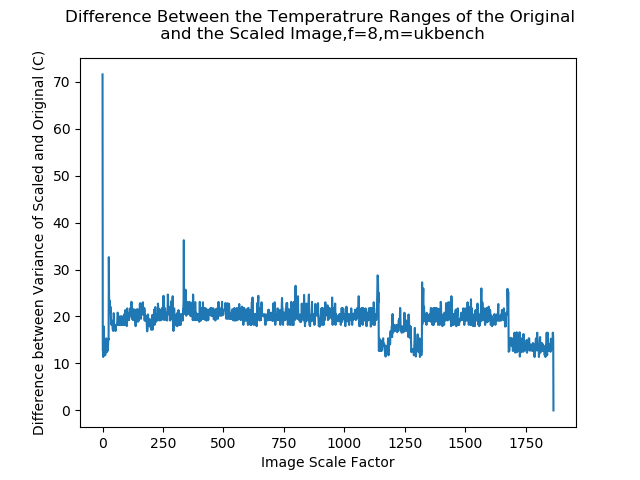 Difference Between the Temperatrure Ranges of the Original
and the Scaled Image,f=8,m=ukbench
Difference between Variance of Scaled and Original (C)
70
60
50
40
30
20
10
0
0 250 500 750 1000 1250 1500 1750
Image Scale Factor